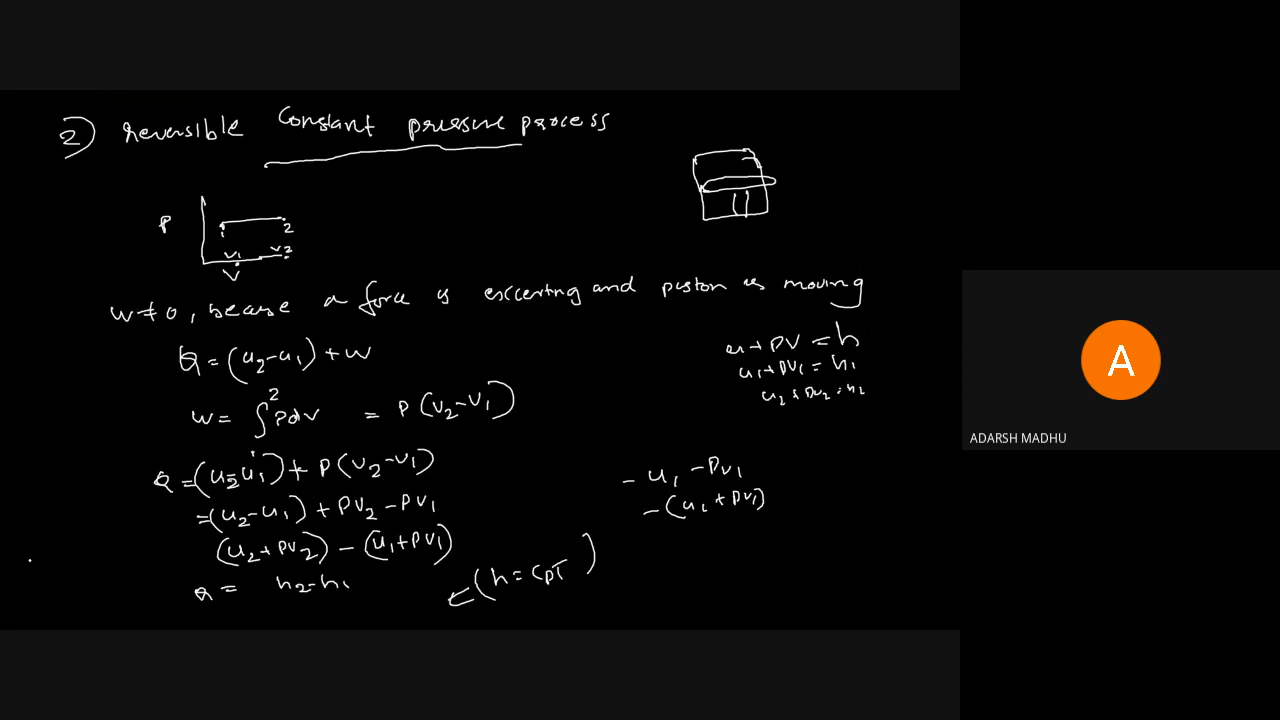 2) reversible constant pressure process
P
1 2
V1 V2
V
W≠0, bease a force is excerting and piston is moving
Q = (u2-u1) + W
u + PV = h
u1 + PV1 = h1
u2 + PV2 = h2
W = ∫ 2 PdV = P(V2-V1)
Q = (u2-u1) + P(V2-V1)
- u1 - PV1
= (u2-u1) + PV2 - PV1
- (u1 + PV1)
(u2+PV2) - (u1+PV1)
Q = h2-h1
(h = CPT)
A
ADARSH MADHU